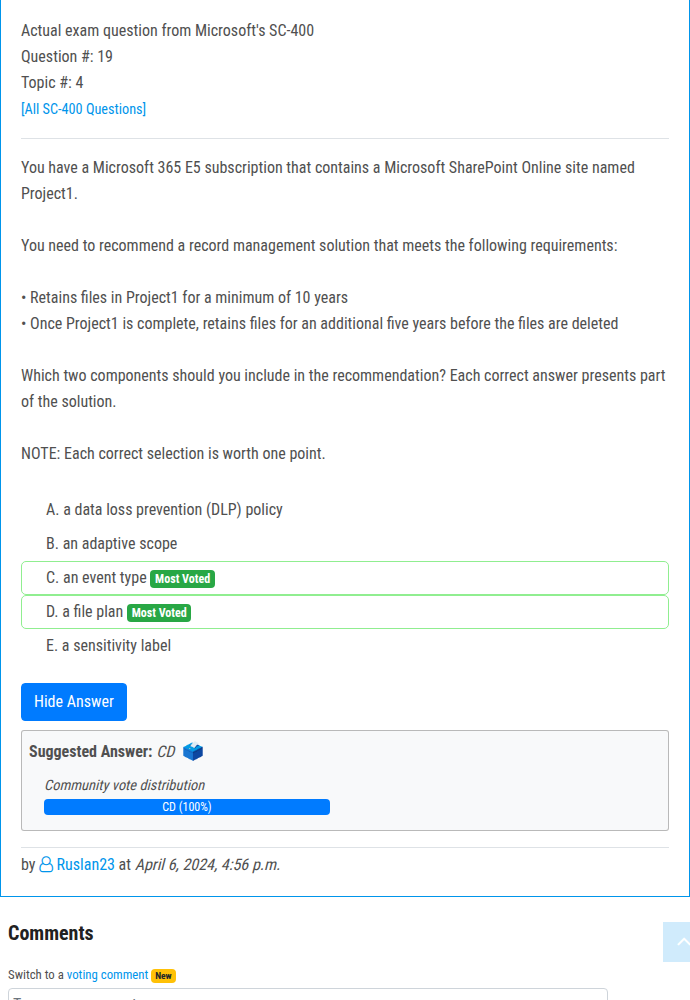 Actual exam question from Microsoft's SC-400
Question #: 19
Topic #: 4
[All SC-400 Questions]
You have a Microsoft 365 E5 subscription that contains a Microsoft SharePoint Online site named
Project1.
You need to recommend a record management solution that meets the following requirements:
• Retains files in Project1 for a minimum of 10 years
• Once Project1 is complete, retains files for an additional five years before the files are deleted
Which two components should you include in the recommendation? Each correct answer presents part
of the solution.
NOTE: Each correct selection is worth one point.
A. a data loss prevention (DLP) policy
B. an adaptive scope
C. an event type Most Voted
D. a file plan Most Voted
E. a sensitivity label
Hide Answer
Suggested Answer: CD
Community vote distribution
CD (100%)
by Ruslan23 at April 6, 2024, 4:56 p.m.
Comments
Switch to a voting comment New